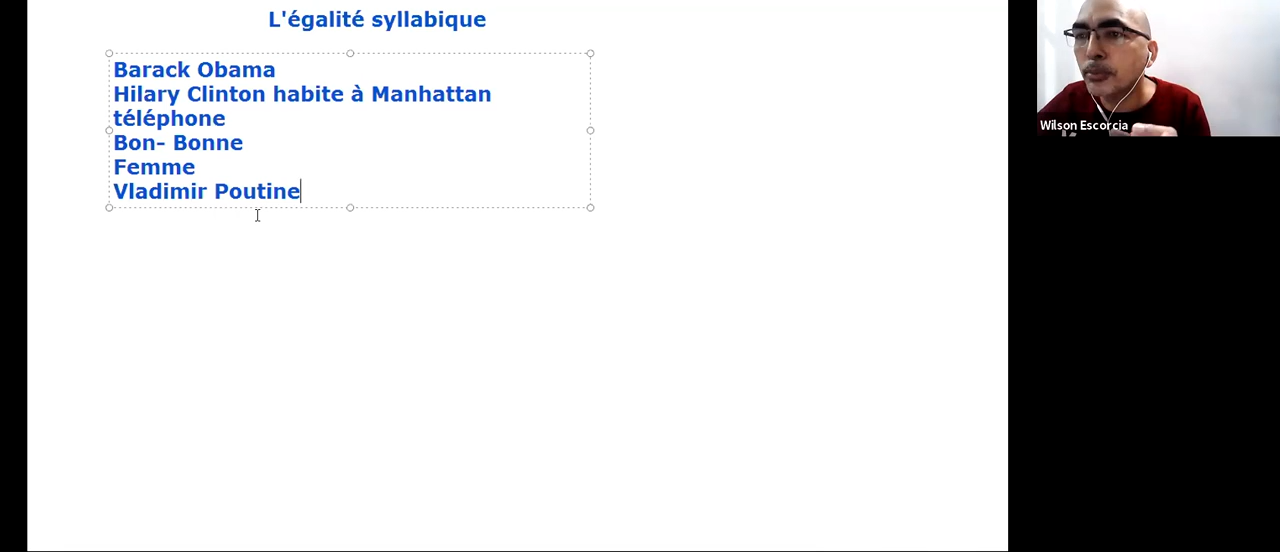 L'égalité syllabique
Barack Obama
Hilary Clinton habite à Manhattan
téléphone
Bon- Bonne
Femme
Vladimir Poutine
Wilson Escorcia